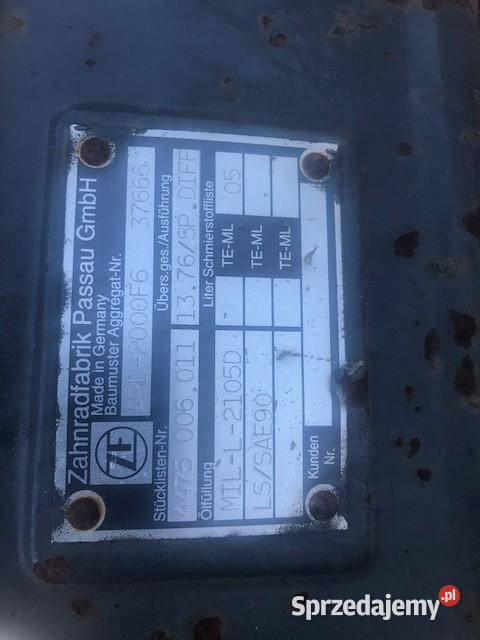 Zahnradfabrik Passau GmbH
Made in Germany
Baumuster Aggregat-Nr.
ZF
-2000F6 37666
Stücklisten-Nr. Übers.ges./Ausführung
4475 006.011 13.76/SP.DIFF
Ölfüllung Liter Schmierstoffliste
MIL-L-2105D TE-ML 05
LS/SAE90 TE-ML
TE-ML
Kunden
Nr.
Sprzedajemy.pl